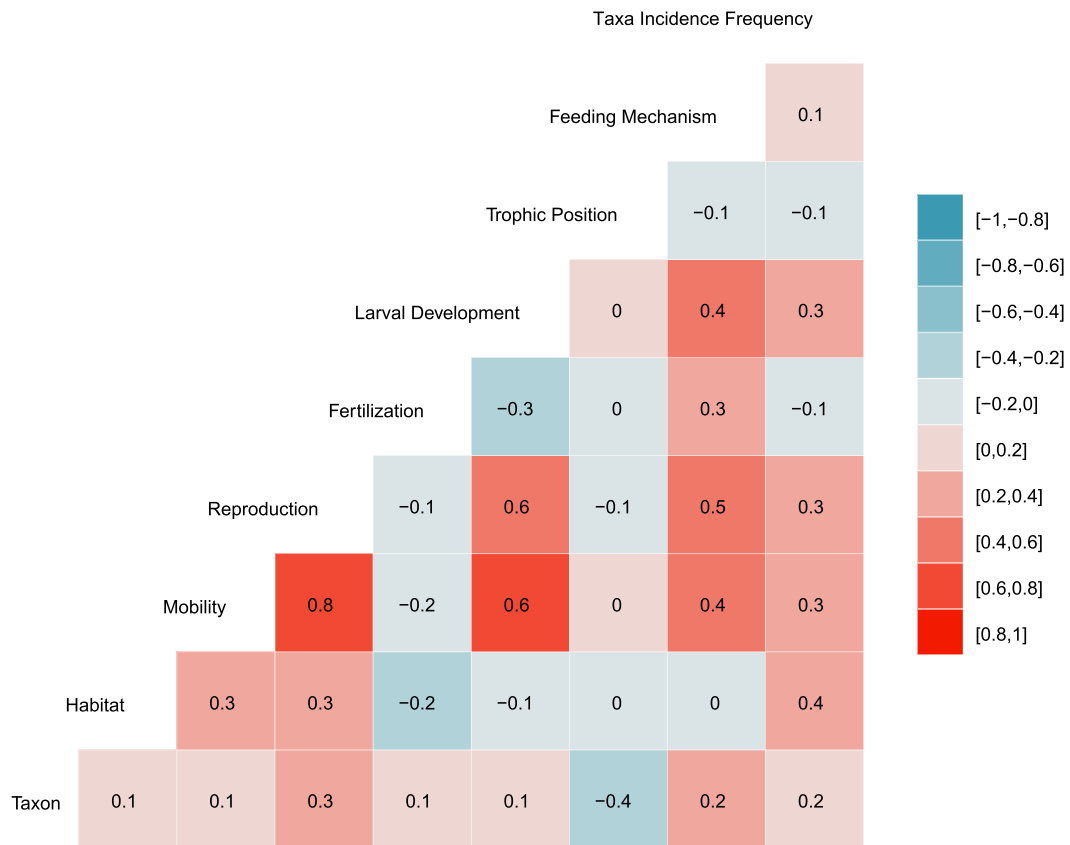 Taxa Incidence Frequency
Feeding Mechanism 0.1
Trophic Position −0.1 −0.1
[−1,−0.8]
[−0.8,−0.6]
Larval Development 0 0.4 0.3
[−0.6,−0.4]
[−0.4,−0.2]
Fertilization −0.3 0 0.3 −0.1
[−0.2,0]
[0,0.2]
Reproduction −0.1 0.6 −0.1 0.5 0.3
[0.2,0.4]
[0.4,0.6]
Mobility 0.8 −0.2 0.6 0 0.4 0.3
[0.6,0.8]
[0.8,1]
Habitat 0.3 0.3 −0.2 −0.1 0 0 0.4
Taxon 0.1 0.1 0.3 0.1 0.1 −0.4 0.2 0.2